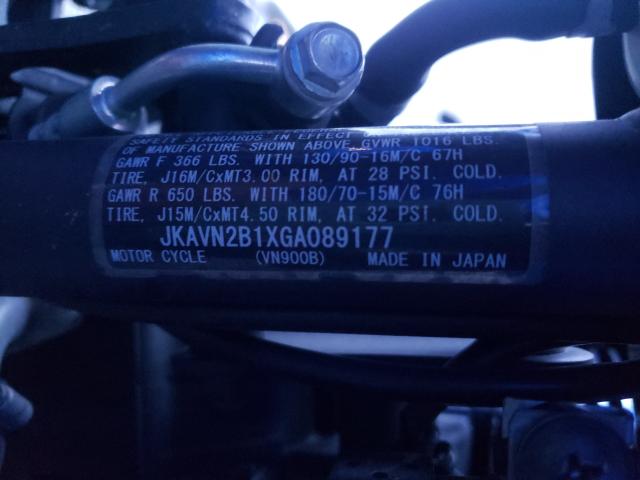 SAFETY STANDARDS IN EFFECT
OF MANUFACTURE SHOWN ABOVE. GVWR 1016 LBS.
GAWR F 366 LBS. WITH 130/90-16M/C 67H
TIRE, J16M/CxMT3.00 RIM, AT 28 PSI. COLD.
GAWR R 650 LBS. WITH 180/70-15M/C 76H
TIRE, J15M/CxMT4.50 RIM, AT 32 PSI. COLD.
JKAVN2B1XGA089177
MOTOR CYCLE (VN900B) MADE IN JAPAN